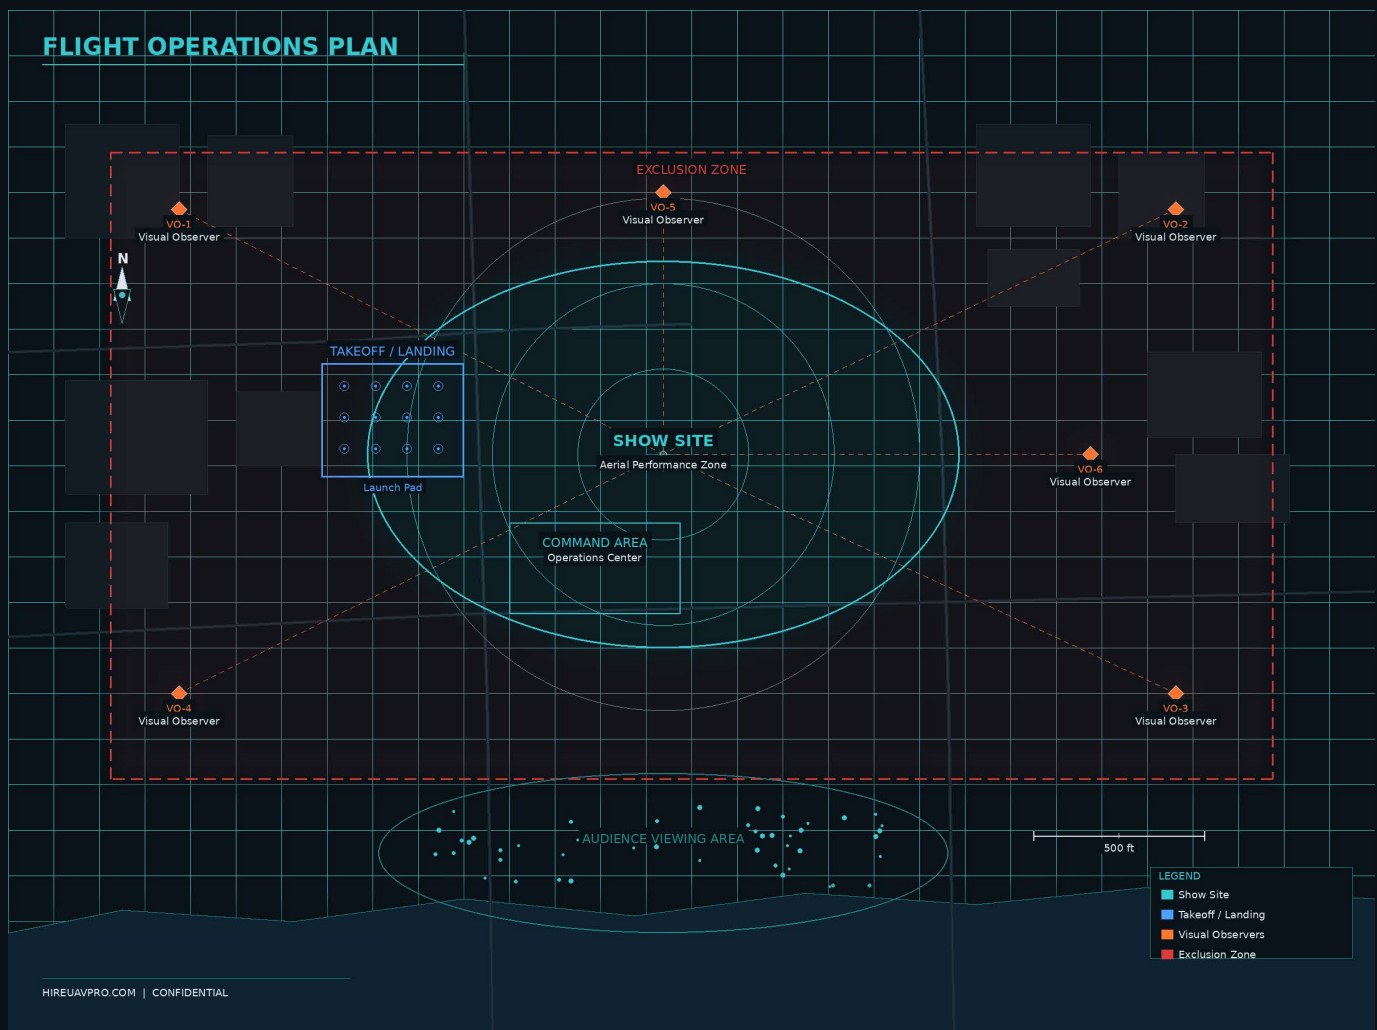 FLIGHT OPERATIONS PLAN
EXCLUSION ZONE
VO-5
Visual Observer
VO-1
Visual Observer
VO-2
Visual Observer
N
TAKEOFF / LANDING
Launch Pad
SHOW SITE
Aerial Performance Zone
VO-6
Visual Observer
COMMAND AREA
Operations Center
VO-4
Visual Observer
VO-3
Visual Observer
AUDIENCE VIEWING AREA
500 ft
LEGEND
Show Site
Takeoff / Landing
Visual Observers
Exclusion Zone
HIREUAVPRO.COM | CONFIDENTIAL